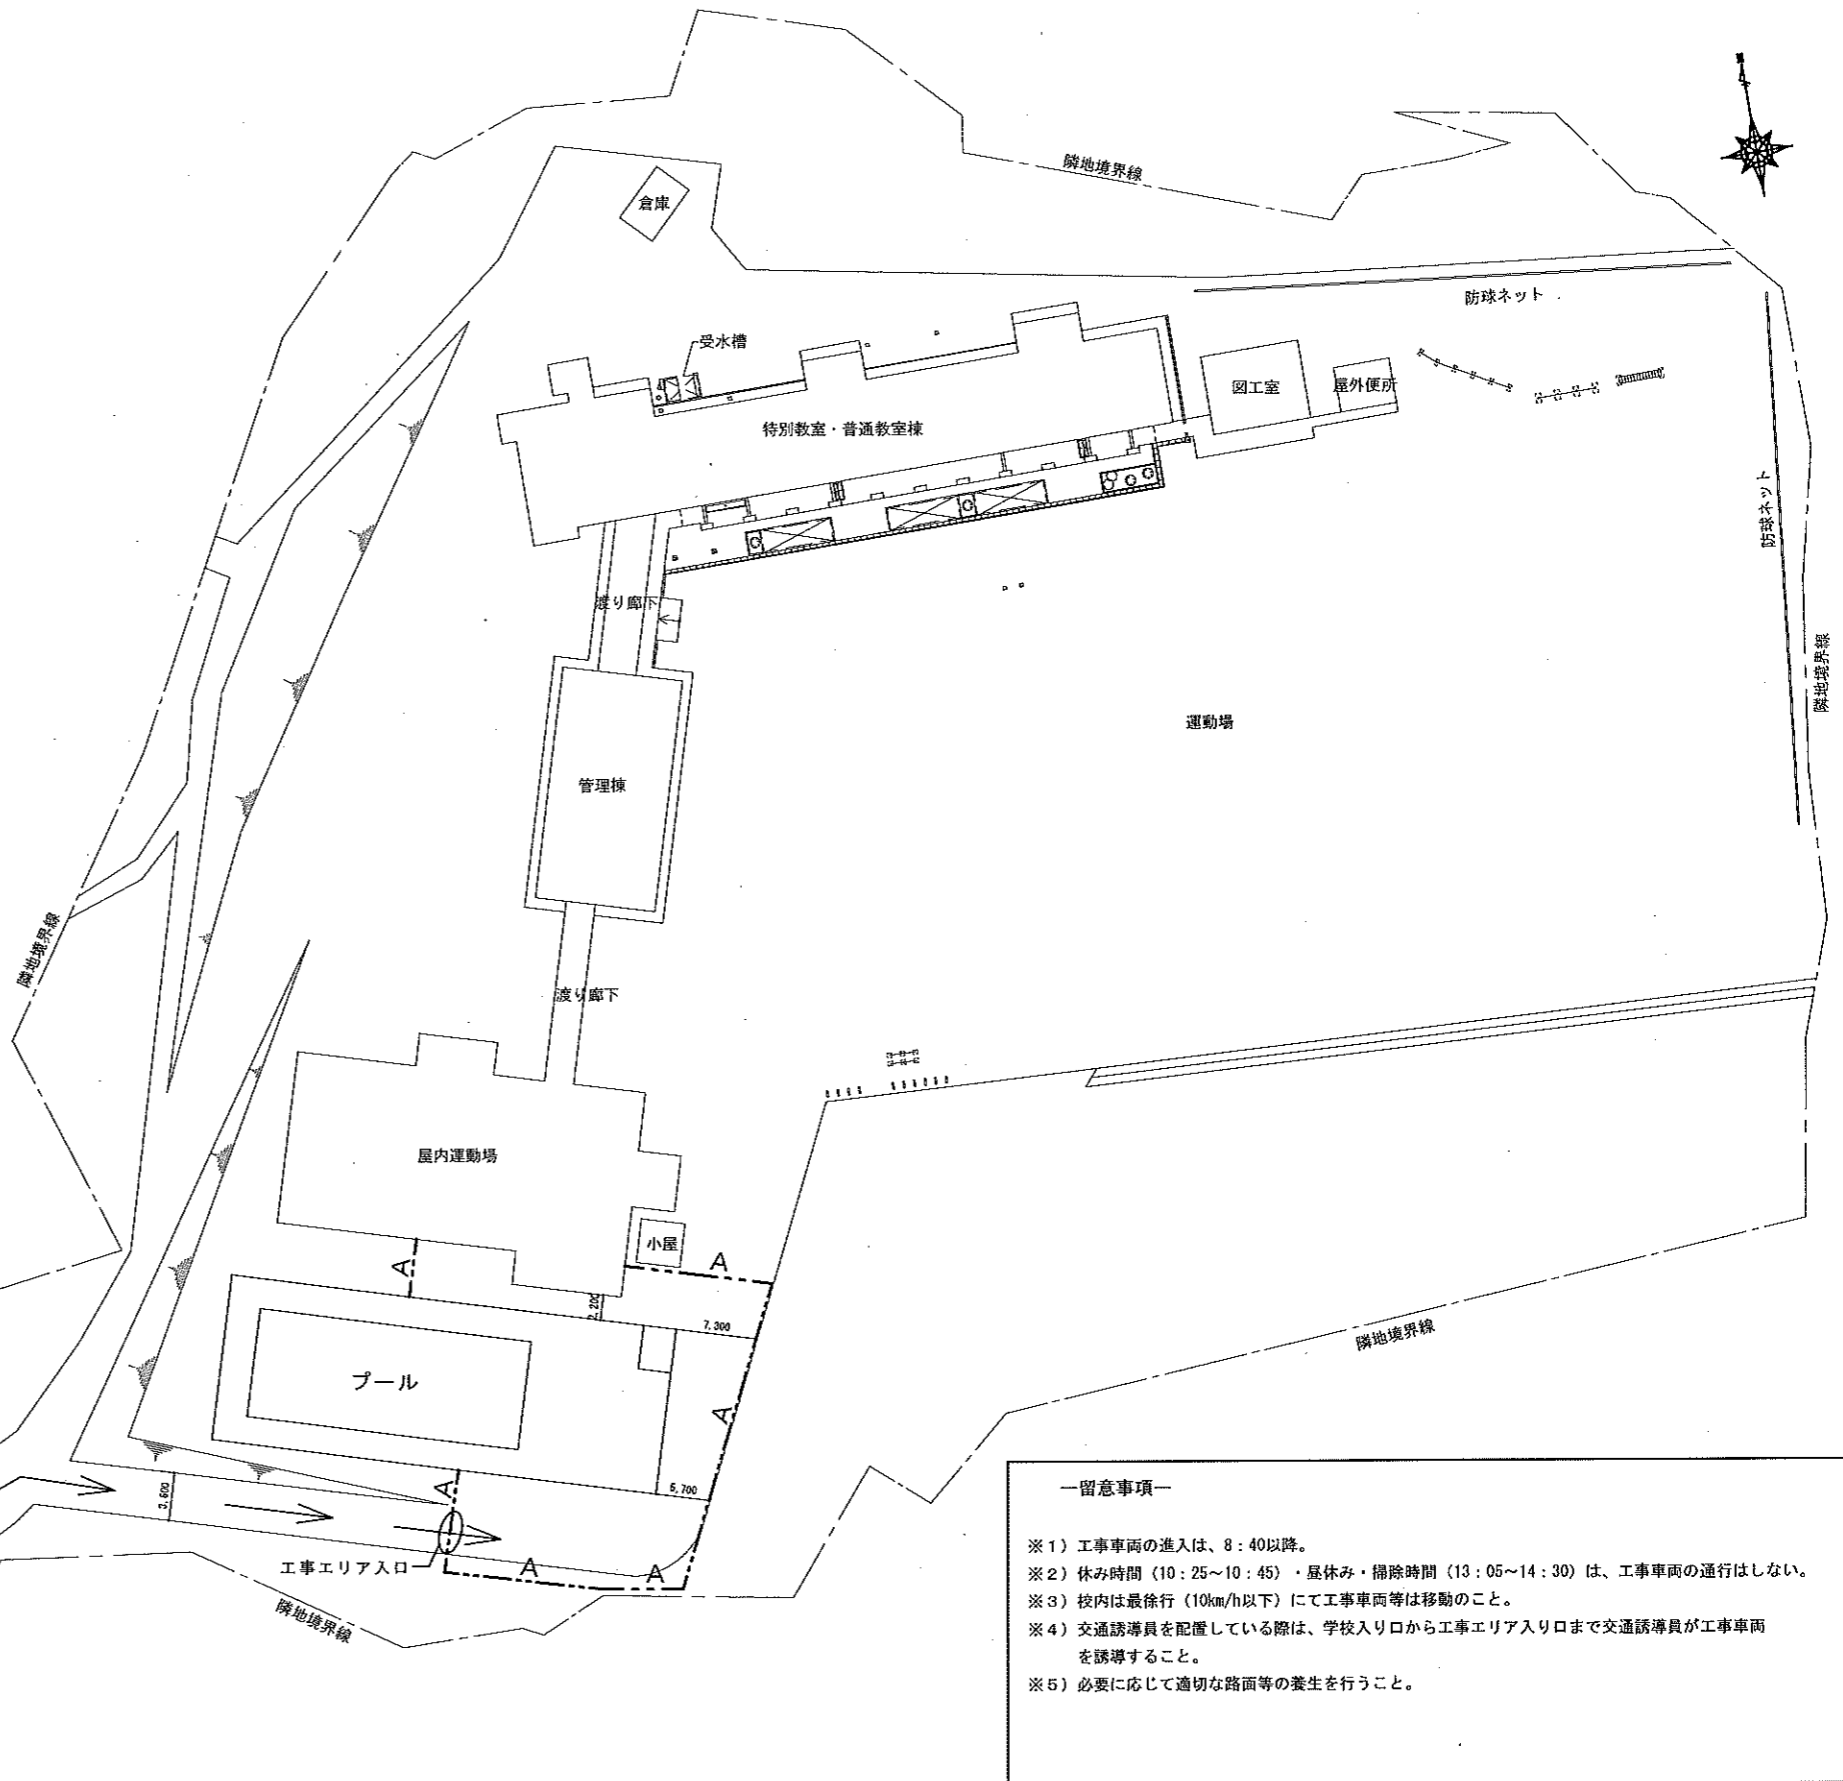 隣地境界線
倉庫
防球ネット
受水槽
図工室
屋外便所
特別教室・普通教室棟
防球ネット
渡り廊下
隣地境界線
運動場
管理棟
隣地境界線
渡り廊下
屋内運動場
小屋
A
A
2,200
7,300
隣地境界線
プール
A
A
5,700
3,600
工事エリア入口
A
A
隣地境界線
―留意事項―
※1）工事車両の進入は、8：40以降。
※2）休み時間（10：25～10：45）・昼休み・掃除時間（13：05～14：30）は、工事車両の通行はしない。
※3）校内は最徐行（10km/h以下）にて工事車両等は移動のこと。
※4）交通誘導員を配置している際は、学校入り口から工事エリア入り口まで交通誘導員が工事車両
を誘導すること。
※5）必要に応じて適切な路面等の養生を行うこと。